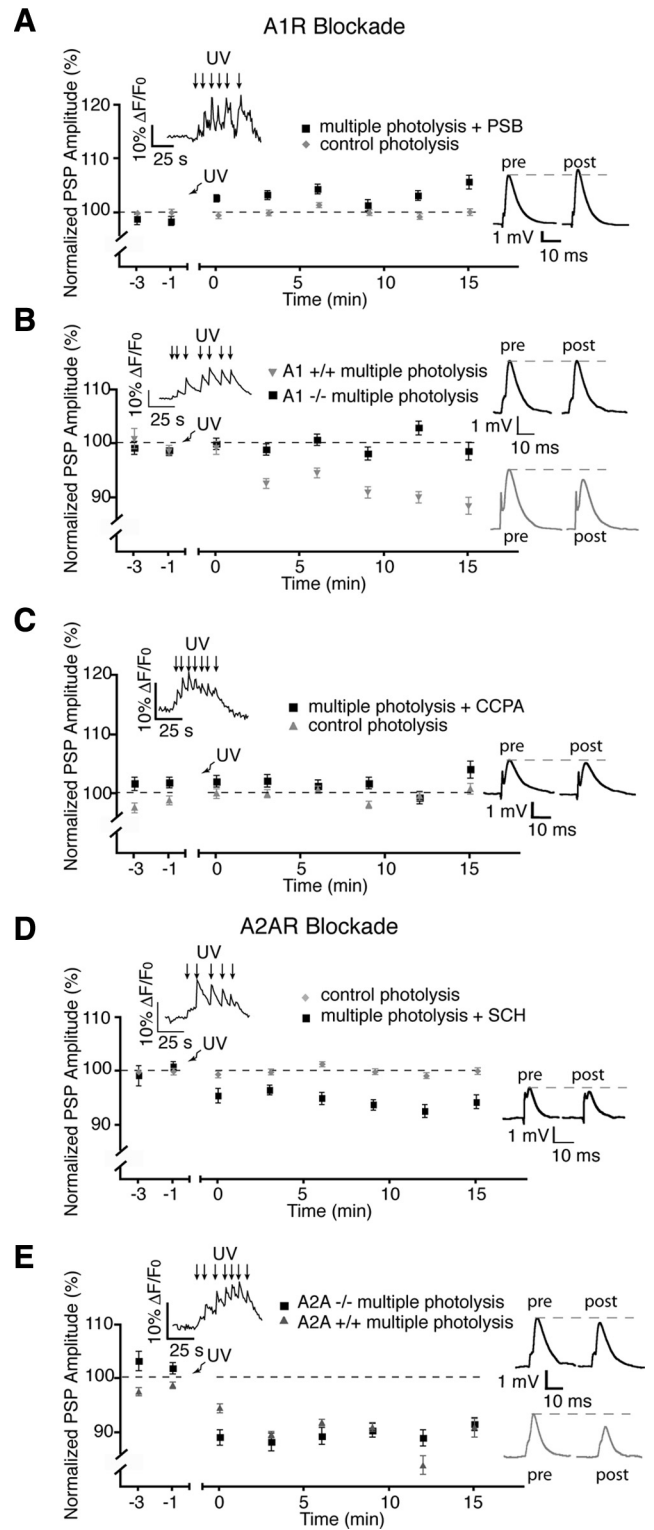 A
A1R Blockade
UV
10% ΔF/F0
25 s
Normalized PSP Amplitude (%)
120
110
100
UV
multiple photolysis + PSB
control photolysis
pre
post
1 mV
10 ms
-3
-1
0
5
10
15
Time (min)
B
UV
10% ΔF/F0
25 s
Normalized PSP Amplitude (%)
110
100
90
UV
A1 +/+ multiple photolysis
A1 -/- multiple photolysis
pre
post
1 mV
10 ms
pre
post
-3
-1
0
5
10
15
Time (min)
C
UV
10% ΔF/F0
25 s
Normalized PSP Amplitude (%)
120
110
100
UV
multiple photolysis + CCPA
control photolysis
pre
post
1 mV
10 ms
-3
-1
0
5
10
15
Time (min)
D
A2AR Blockade
UV
10% ΔF/F0
25 s
Normalized PSP Amplitude (%)
110
100
90
UV
control photolysis
multiple photolysis + SCH
pre
post
1 mV
10 ms
-3
-1
0
5
10
15
Time (min)
E
UV
10% ΔF/F0
25 s
Normalized PSP Amplitude (%)
110
100
90
UV
A2A -/- multiple photolysis
A2A +/+ multiple photolysis
pre
post
1 mV
10 ms
pre
post
-3
-1
0
5
10
15
Time (min)